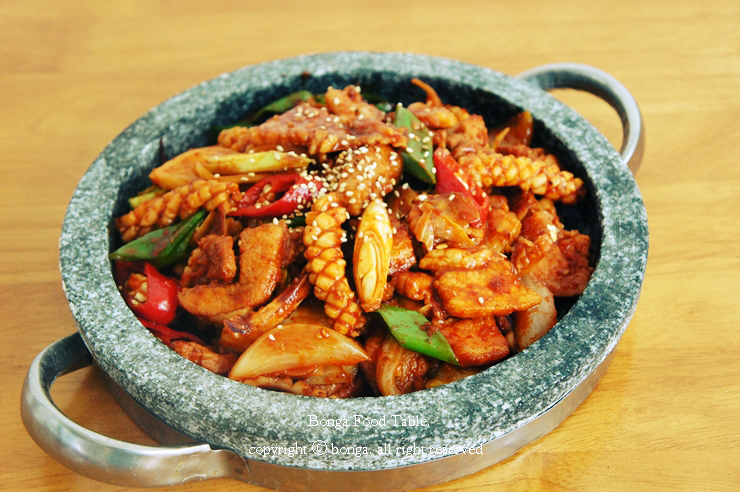 Bonga Food Table,
copyright ⓒ bonga. all right reserved